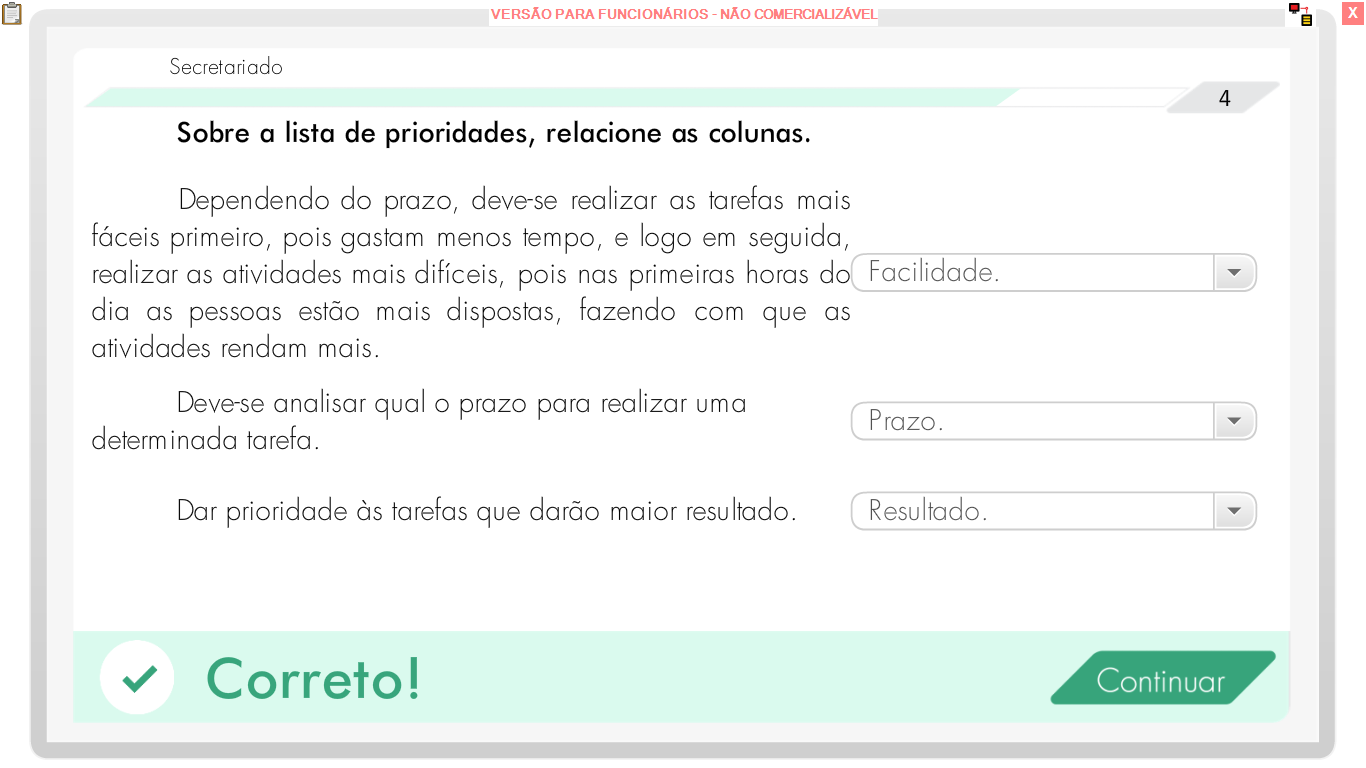 VERSÃO PARA FUNCIONÁRIOS - NÃO COMERCIALIZÁVEL
X
Secretariado
4
Sobre a lista de prioridades, relacione as colunas.
Dependendo do prazo, deve-se realizar as tarefas mais
fáceis primeiro, pois gastam menos tempo, e logo em seguida,
realizar as atividades mais difíceis, pois nas primeiras horas do
dia as pessoas estão mais dispostas, fazendo com que as
atividades rendam mais.
Facilidade.
Deve-se analisar qual o prazo para realizar uma
determinada tarefa.
Prazo.
Dar prioridade às tarefas que darão maior resultado.
Resultado.
Correto!
Continuar